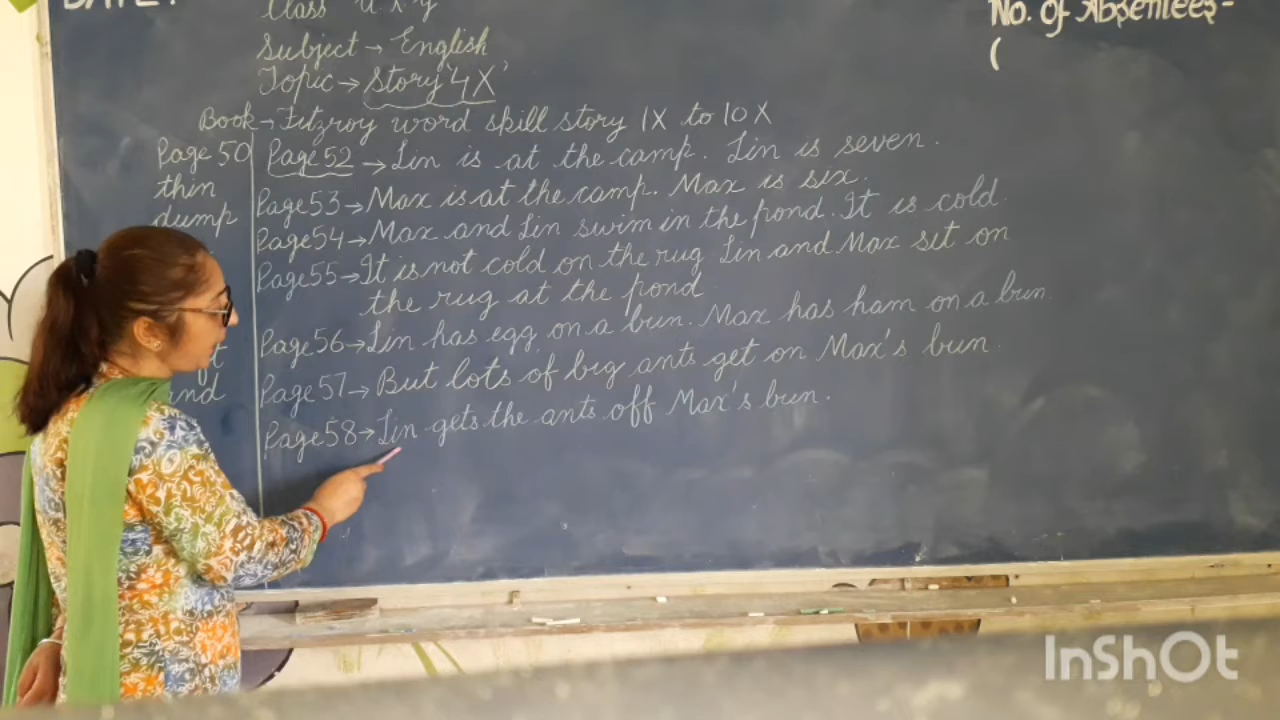 DATE:
No. of Absentees-
(
Class U.K.g
Subject → English
Topic → Story '4X'
Book → Fitzroy word skill story 1X to 10X
Page 50
thin
dump
Page 52 → Lin is at the camp. Lin is seven.
Page 53 → Max is at the camp. Max is six.
Page 54 → Max and Lin swim in the pond. It is cold.
Page 55 → It is not cold on the rug Lin and Max sit on
the rug at the pond
Page 56 → Lin has egg on a bun. Max has ham on a bun.
Page 57 → But lots of big ants get on Max's bun.
Page 58 → Lin gets the ants off Max's bun.
InShOt